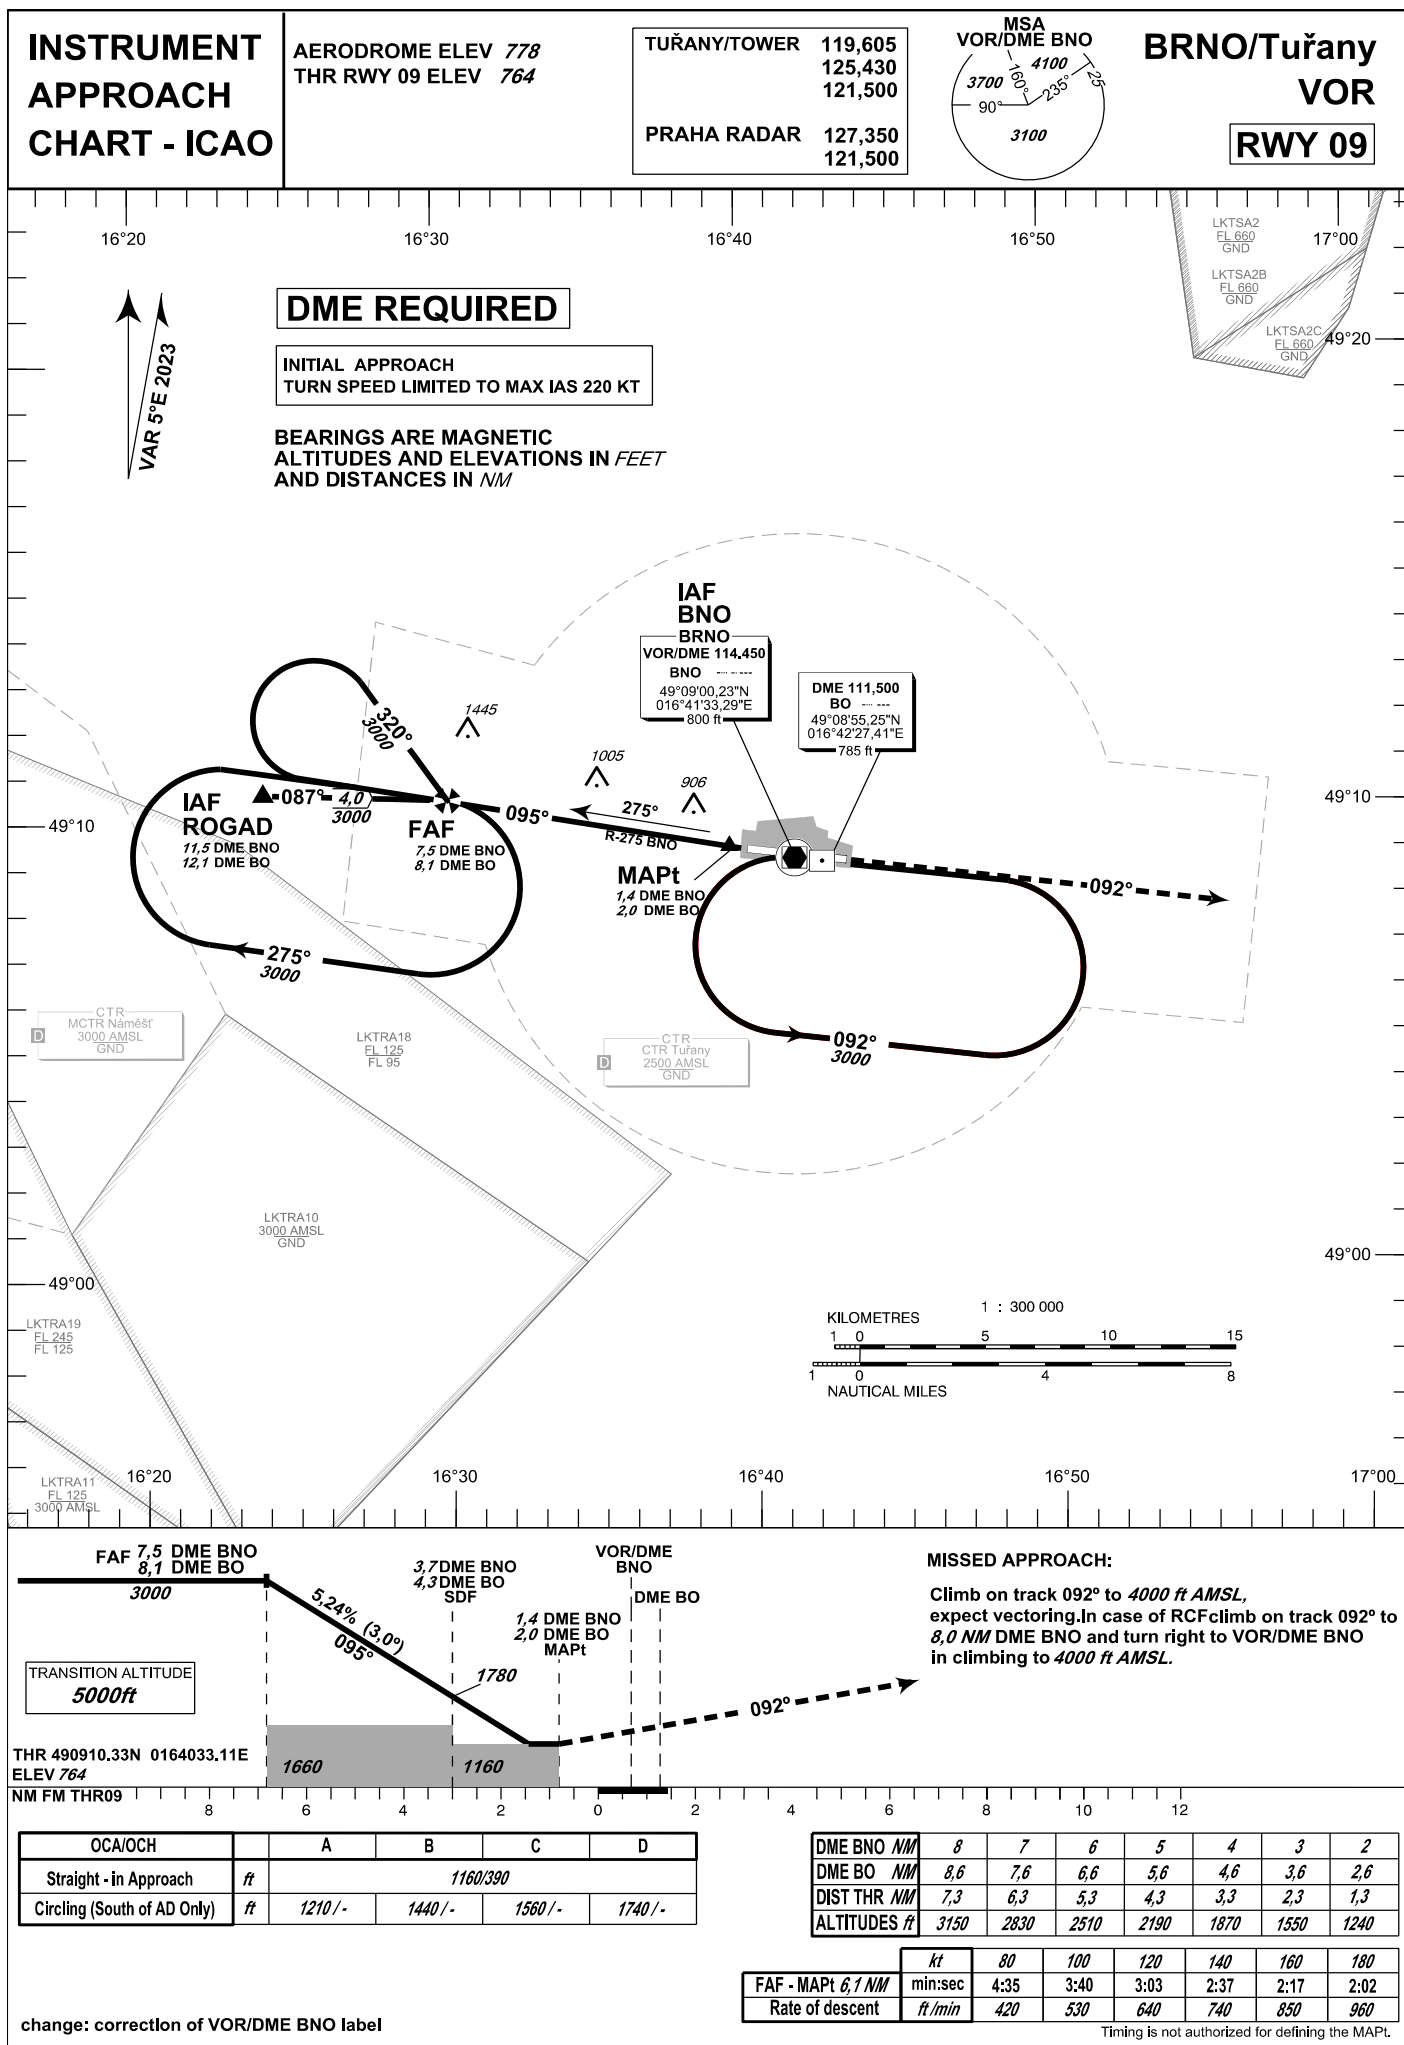 INSTRUMENT
APPROACH
CHART - ICAO
AERODROME ELEV 778
THR RWY 09 ELEV 764
TUŘANY/TOWER 119,605
125,430
121,500
PRAHA RADAR 127,350
121,500
MSA
VOR/DME BNO
4100
3700
160°
235°
25
90°
3100
BRNO/Tuřany
VOR
RWY 09
16°20 16°30 16°40 16°50 17°00
LKTSA2
FL 660
GND
LKTSA2B
FL 660
GND
LKTSA2C
FL 660
GND
49°20
VAR 5°E 2023
DME REQUIRED
INITIAL APPROACH
TURN SPEED LIMITED TO MAX IAS 220 KT
BEARINGS ARE MAGNETIC
ALTITUDES AND ELEVATIONS IN FEET
AND DISTANCES IN NM
IAF
BNO
BRNO
VOR/DME 114.450
BNO
49°09'00,23"N
016°41'33,29"E
800 ft
DME 111,500
BO
49°08'55,25"N
016°42'27,41"E
785 ft
1445
1005
906
320°
3000
087°
4,0
3000
IAF
ROGAD
11,5 DME BNO
12,1 DME BO
FAF
7,5 DME BNO
8,1 DME BO
095°
275°
R-275 BNO
MAPt
1,4 DME BNO
2,0 DME BO
092°
49°10
49°10
275°
3000
092°
3000
CTR
MCTR Náměšť
3000 AMSL
GND
D
LKTRA18
FL 125
FL 95
CTR
CTR Tuřany
2500 AMSL
GND
D
LKTRA10
3000 AMSL
GND
49°00
49°00
LKTRA19
FL 245
FL 125
LKTRA11
FL 125
3000 AMSL
1 : 300 000
KILOMETRES
1 0 5 10 15
1 0 4 8
NAUTICAL MILES
16°20 16°30 16°40 16°50 17°00
FAF 7,5 DME BNO
8,1 DME BO
3000
5,24% (3,0°)
095°
3,7 DME BNO
4,3 DME BO
SDF
1,4 DME BNO
2,0 DME BO
MAPt
VOR/DME
BNO
DME BO
1780
092º
MISSED APPROACH:
Climb on track 092º to 4000 ft AMSL,
expect vectoring.In case of RCF climb on track 092º to
8,0 NM DME BNO and turn right to VOR/DME BNO
in climbing to 4000 ft AMSL.
TRANSITION ALTITUDE
5000ft
THR 490910.33N 0164033.11E
ELEV 764
1660 1160
NM FM THR09
8 6 4 2 0 2 4 6 8 10 12
OCA/OCH A B C D
Straight - in Approach ft 1160/390
Circling (South of AD Only) ft 1210 / - 1440 / - 1560 / - 1740 / -
DME BNO NM 8 7 6 5 4 3 2
DME BO NM 8,6 7,6 6,6 5,6 4,6 3,6 2,6
DIST THR NM 7,3 6,3 5,3 4,3 3,3 2,3 1,3
ALTITUDES ft 3150 2830 2510 2190 1870 1550 1240
kt 80 100 120 140 160 180
FAF - MAPt 6,1 NM min:sec 4:35 3:40 3:03 2:37 2:17 2:02
Rate of descent ft /min 420 530 640 740 850 960
Timing is not authorized for defining the MAPt.
change: correction of VOR/DME BNO label